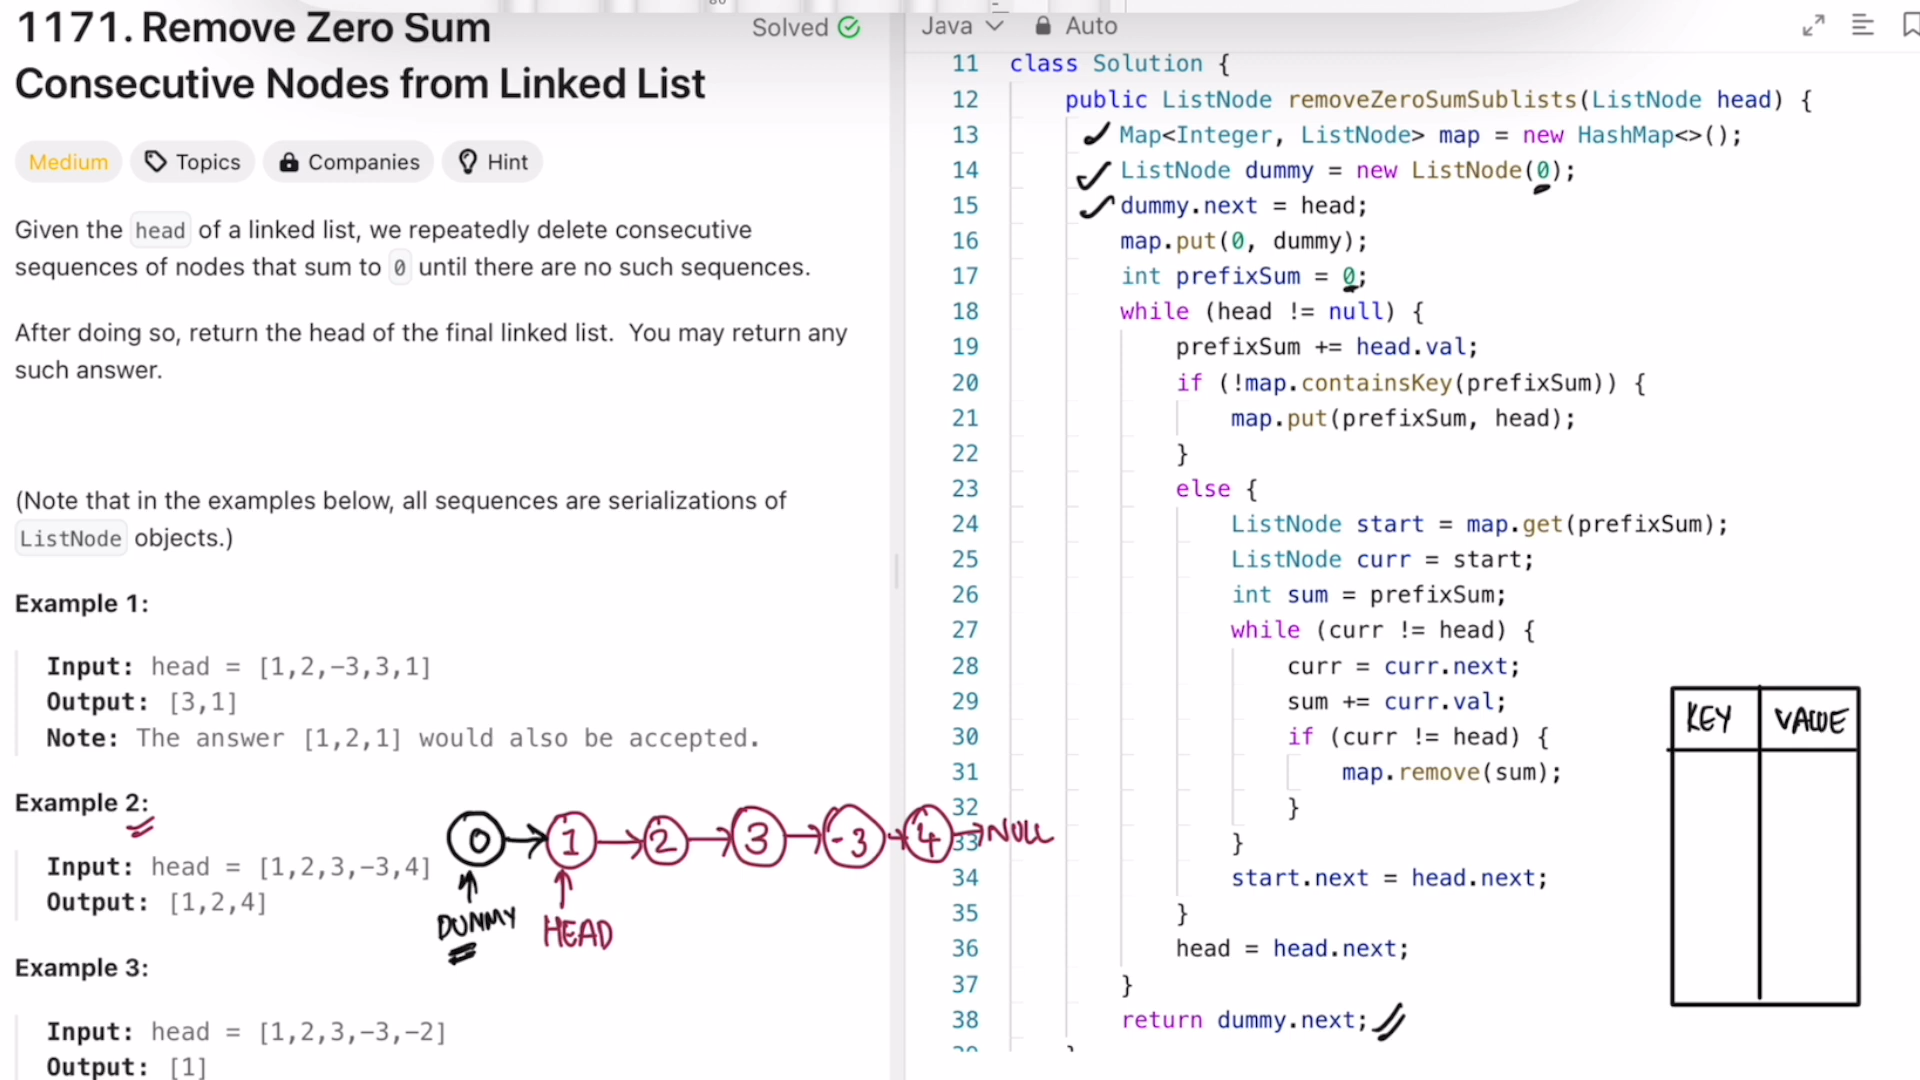 1171. Remove Zero Sum
Consecutive Nodes from Linked List
Solved
Medium
Topics
Companies
Hint
Given the head of a linked list, we repeatedly delete consecutive
sequences of nodes that sum to 0 until there are no such sequences.
After doing so, return the head of the final linked list. You may return any
such answer.
(Note that in the examples below, all sequences are serializations of
ListNode objects.)
Example 1:
Input: head = [1,2,-3,3,1]
Output: [3,1]
Note: The answer [1,2,1] would also be accepted.
Example 2:
Input: head = [1,2,3,-3,4]
Output: [1,2,4]
0 1 2 3 -3 4 NULL
DUMMY HEAD
Example 3:
Input: head = [1,2,3,-3,-2]
Output: [1]
Java Auto
11 class Solution {
12 public ListNode removeZeroSumSublists(ListNode head) {
13 Map<Integer, ListNode> map = new HashMap<>();
14 ListNode dummy = new ListNode(0);
15 dummy.next = head;
16 map.put(0, dummy);
17 int prefixSum = 0;
18 while (head != null) {
19 prefixSum += head.val;
20 if (!map.containsKey(prefixSum)) {
21 map.put(prefixSum, head);
22 }
23 else {
24 ListNode start = map.get(prefixSum);
25 ListNode curr = start;
26 int sum = prefixSum;
27 while (curr != head) {
28 curr = curr.next;
29 sum += curr.val;
30 if (curr != head) {
31 map.remove(sum);
32 }
33 }
34 start.next = head.next;
35 }
36 head = head.next;
37 }
38 return dummy.next;
KEY VALUE